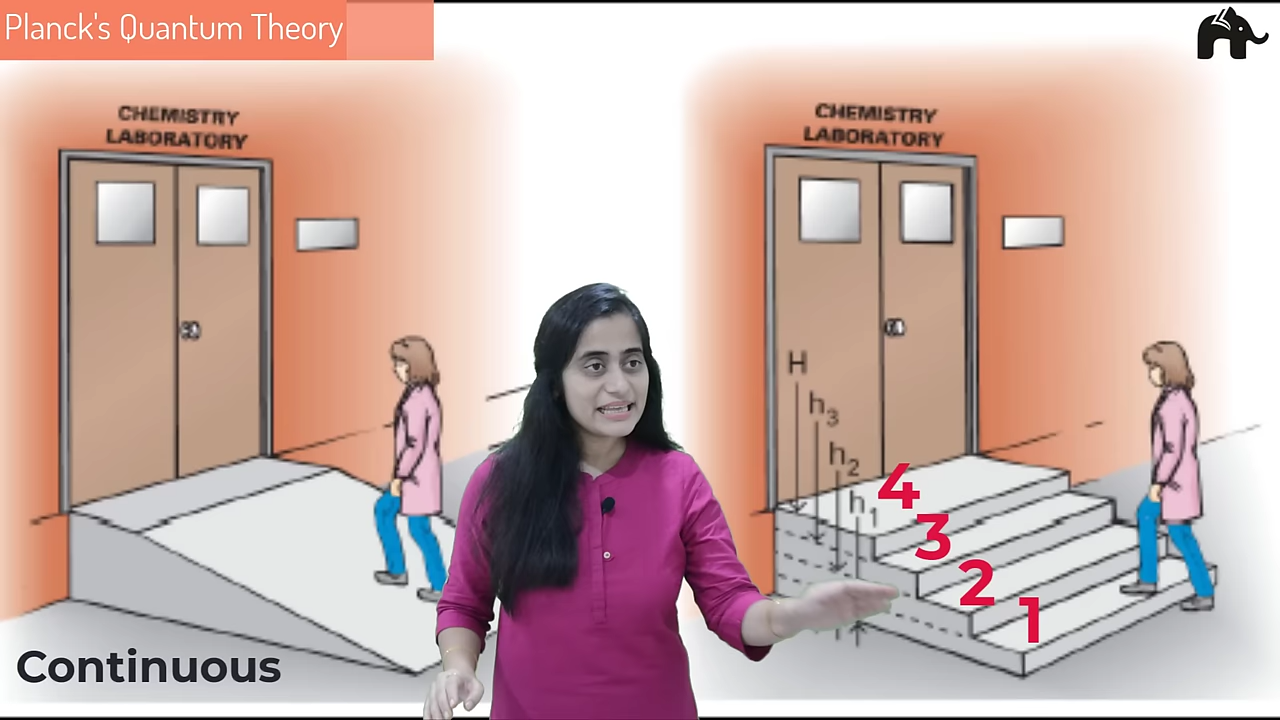 Planck's Quantum Theory
CHEMISTRY
LABORATORY
CHEMISTRY
LABORATORY
H
h3
h2
h1
4
3
2
1
Continuous